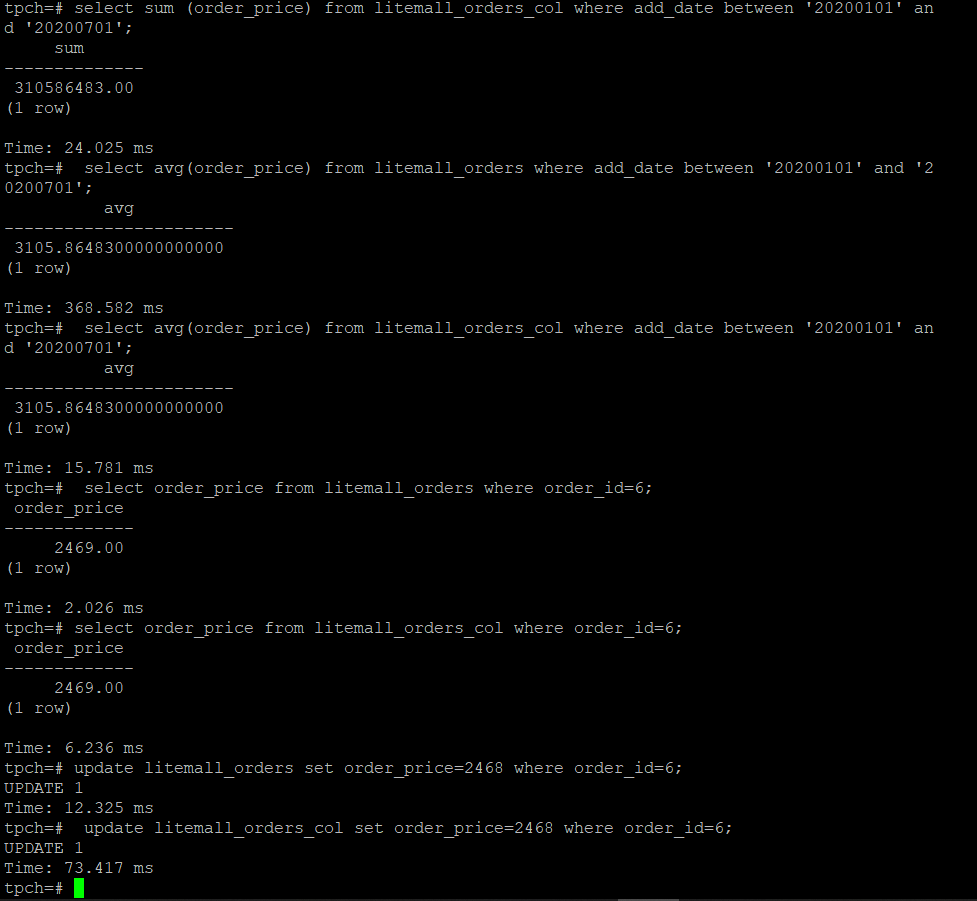 tpch=# select sum (order_price) from litemall_orders_col where add_date between '20200101' an
d '20200701';
     sum
--------------
 310586483.00
(1 row)

Time: 24.025 ms
tpch=#  select avg(order_price) from litemall_orders where add_date between '20200101' and '2
0200701';
          avg
-----------------------
 3105.8648300000000000
(1 row)

Time: 368.582 ms
tpch=#  select avg(order_price) from litemall_orders_col where add_date between '20200101' an
d '20200701';
          avg
-----------------------
 3105.8648300000000000
(1 row)

Time: 15.781 ms
tpch=#  select order_price from litemall_orders where order_id=6;
 order_price
-------------
     2469.00
(1 row)

Time: 2.026 ms
tpch=# select order_price from litemall_orders_col where order_id=6;
 order_price
-------------
     2469.00
(1 row)

Time: 6.236 ms
tpch=# update litemall_orders set order_price=2468 where order_id=6;
UPDATE 1
Time: 12.325 ms
tpch=#  update litemall_orders_col set order_price=2468 where order_id=6;
UPDATE 1
Time: 73.417 ms
tpch=#